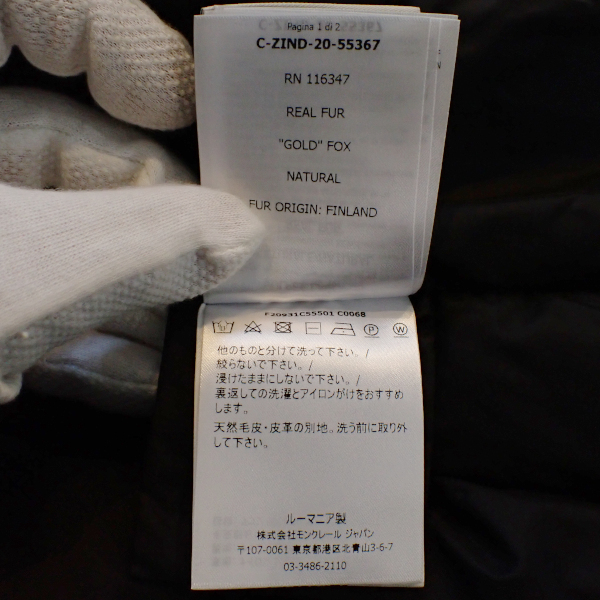 Pagina 1 di 2
C-ZIND-20-55367
RN 116347
REAL FUR
"GOLD" FOX
NATURAL
FUR ORIGIN: FINLAND
F20931C55501 C0068
P W
他のものと分けて洗って下さい。/
絞らないで下さい。/
浸けたままにしないで下さい。/
裏返しての洗濯とアイロンがけをおすすめ
します。
天然毛皮・皮革の別地。洗う前に取り外
して下さい。
ルーマニア製
株式会社モンクレール ジャパン
〒107-0061 東京都港区北青山3-6-7
03-3486-2110